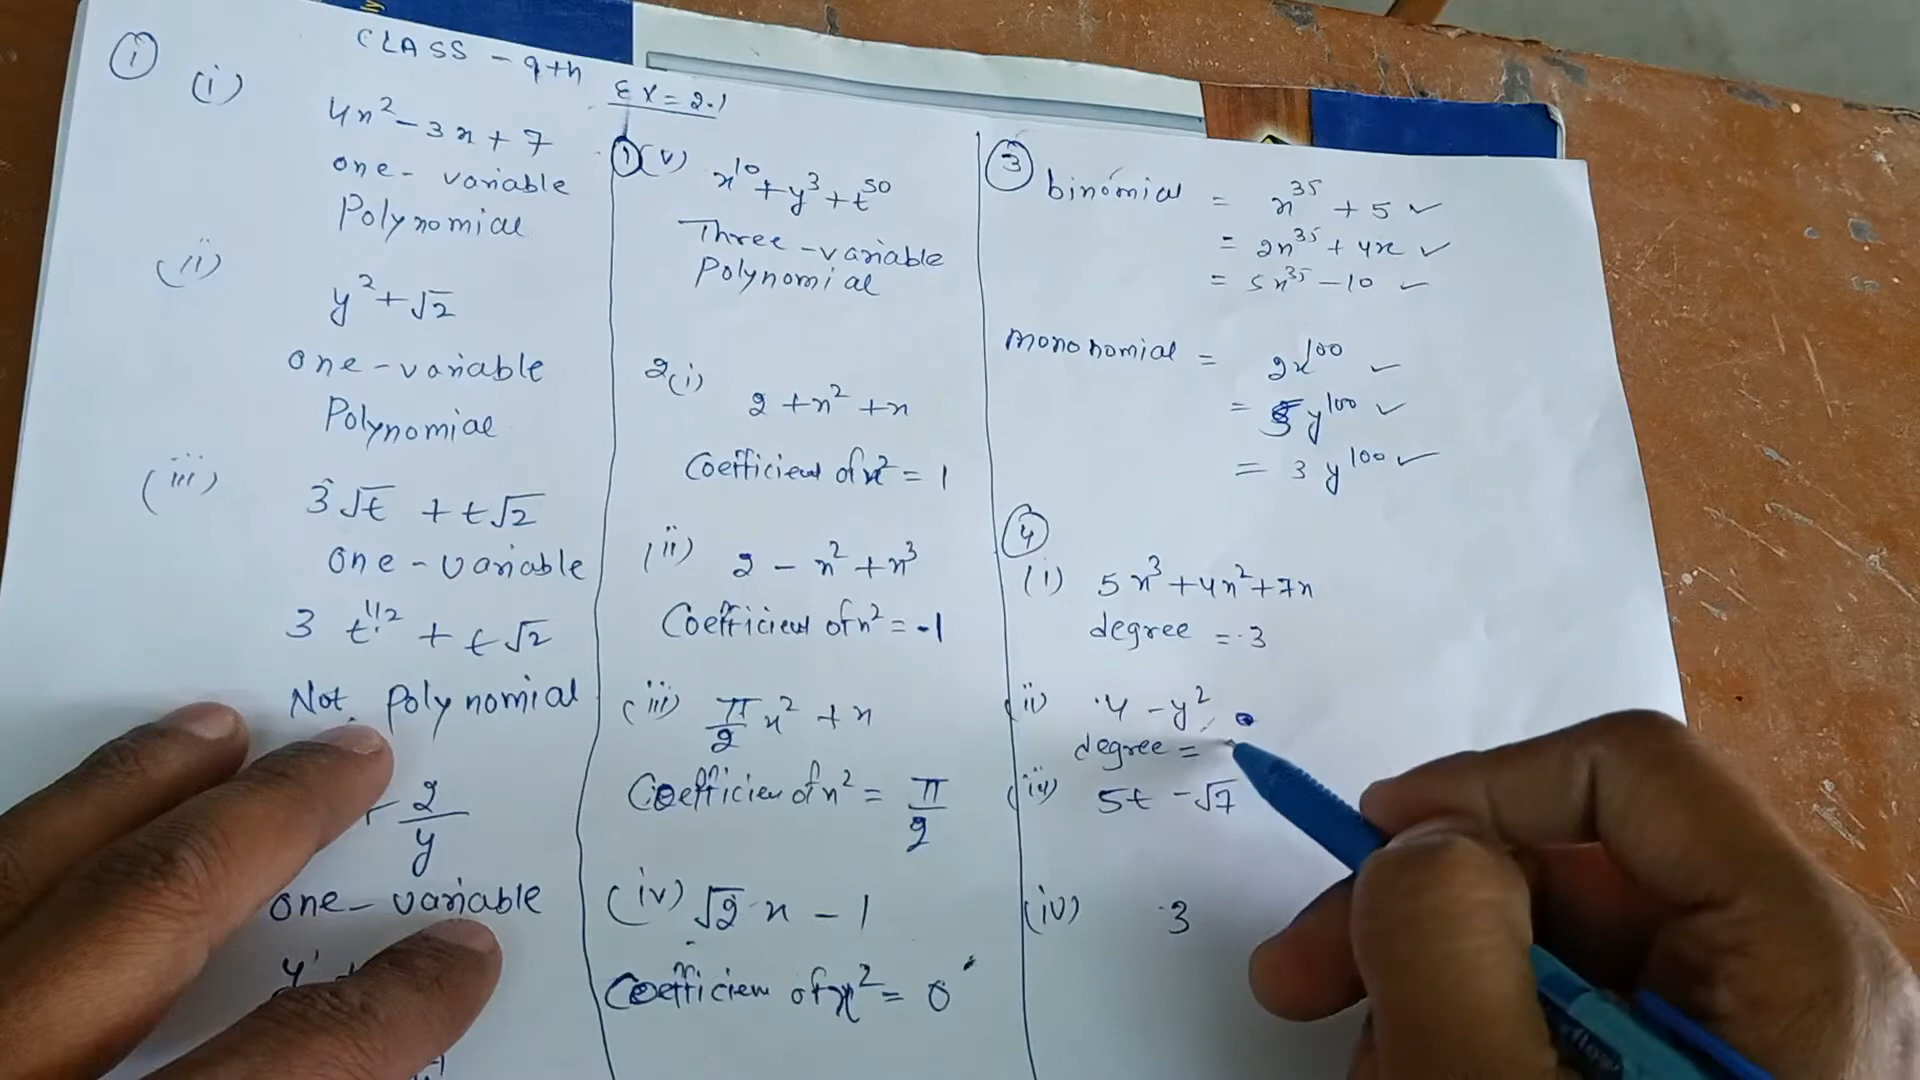 CLASS - 9th
EX = 2.1
① (i)
4x² - 3x + 7
one - variable
Polynomial
(ii)
y² + √2
one - variable
Polynomial
(iii)
3√t + t√2
one - variable
3 t^1/2 + t√2
Not Polynomial
2/y
one - variable
① (v) x^10 + y³ + t^50
Three - variable
Polynomial
2(i)
2 + x² + x
Coefficient of x² = 1
(ii) 2 - x² + x³
Coefficient of x² = -1
(iii) π/2 x² + x
Coefficient of x² = π/2
(iv) √2 x - 1
Coefficien of x² = 0
③ binomial = x^35 + 5 ✓
= 2x^35 + 4x ✓
= 5x^35 - 10 ✓
mononomial = 2x^100 ✓
= 5 y^100 ✓
= 3 y^100 ✓
④
(i) 5x³ + 4x² + 7x
degree = 3
(ii) 4 - y²
degree =
(iii) 5t - √7
(iv) 3